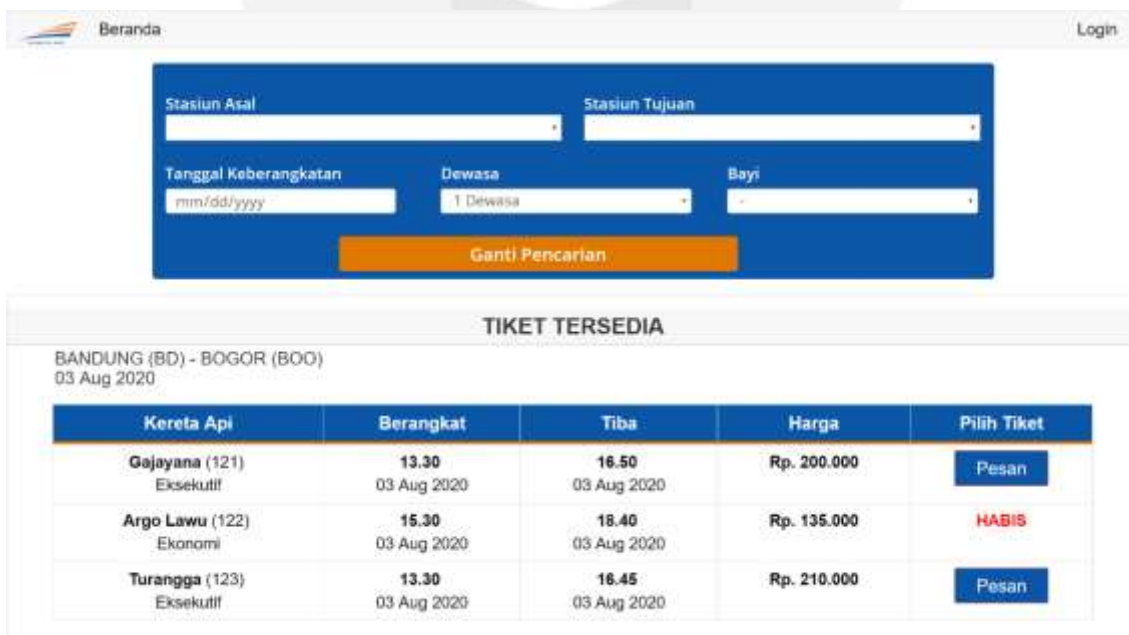 Beranda Login
Stasiun Asal Stasiun Tujuan
Tanggal Keberangkatan Dewasa Bayi
mm/dd/yyyy 1 Dewasa -
Ganti Pencarian
TIKET TERSEDIA
BANDUNG (BD) - BOGOR (BOO)
03 Aug 2020
Kereta Api Berangkat Tiba Harga Pilih Tiket
Gajayana (121) 13.30 16.50 Rp. 200.000 Pesan
Eksekutif 03 Aug 2020 03 Aug 2020
Argo Lawu (122) 15.30 18.40 Rp. 135.000 HABIS
Ekonomi 03 Aug 2020 03 Aug 2020
Turangga (123) 13.30 16.45 Rp. 210.000 Pesan
Eksekutif 03 Aug 2020 03 Aug 2020